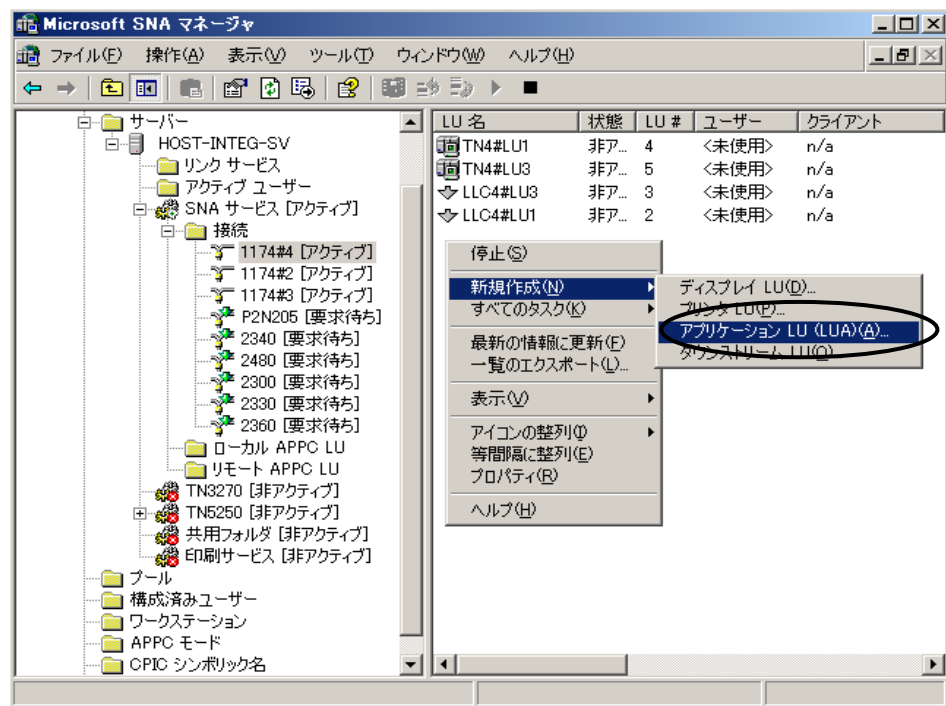 Microsoft SNA マネージャ
ファイル(F) 操作(A) 表示(V) ツール(T) ウィンドウ(W) ヘルプ(H)
サーバー
HOST-INTEG-SV
リンク サービス
アクティブ ユーザー
SNA サービス [アクティブ]
接続
1174#4 [アクティブ]
1174#2 [アクティブ]
1174#3 [アクティブ]
P2N205 [要求待ち]
2340 [要求待ち]
2480 [要求待ち]
2300 [要求待ち]
2330 [要求待ち]
2360 [要求待ち]
ローカル APPC LU
リモート APPC LU
TN3270 [非アクティブ]
TN5250 [非アクティブ]
共用フォルダ [非アクティブ]
印刷サービス [非アクティブ]
プール
構成済みユーザー
ワークステーション
APPC モード
CPIC シンボリック名
LU 名 状態 LU # ユーザー クライアント
TN4#LU1 非ア... 4 <未使用> n/a
TN4#LU3 非ア... 5 <未使用> n/a
LLC4#LU3 非ア... 3 <未使用> n/a
LLC4#LU1 非ア... 2 <未使用> n/a
停止(S)
新規作成(N)
すべてのタスク(K)
最新の情報に更新(F)
一覧のエクスポート(L)...
表示(V)
アイコンの整列(I)
等間隔に整列(E)
プロパティ(R)
ヘルプ(H)
ディスプレイ LU(D)...
プリンタ LU(P)...
アプリケーション LU (LUA)(A)...
ダウンストリーム LU(O)...